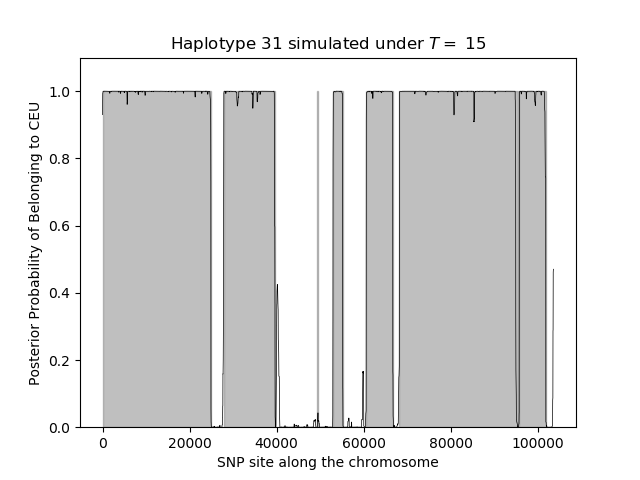 Haplotype 31 simulated under T = 15
Posterior Probability of Belonging to CEU
1.0
0.8
0.6
0.4
0.2
0.0
0 20000 40000 60000 80000 100000
SNP site along the chromosome